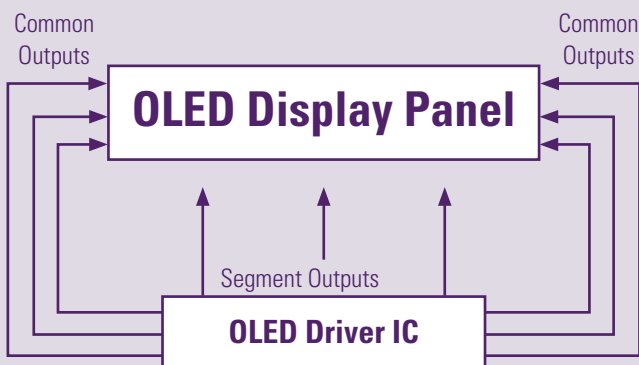 Common
Outputs
Common
Outputs
OLED Display Panel
Segment Outputs
OLED Driver IC